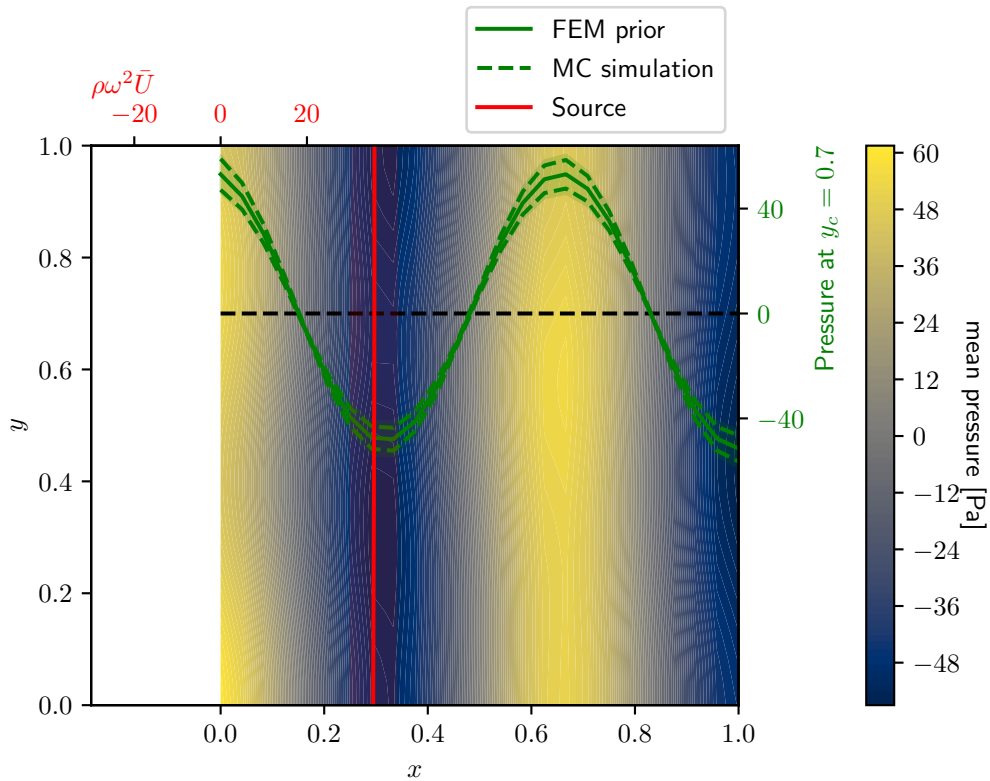 FEM prior
MC simulation
Source
ρω²Ū
−20 0 20
1.0
0.8
0.6
0.4
0.2
0.0
y
0.0 0.2 0.4 0.6 0.8 1.0
x
40
0
−40
Pressure at y_c = 0.7
60
48
36
24
12
0
−12
−24
−36
−48
mean pressure [Pa]